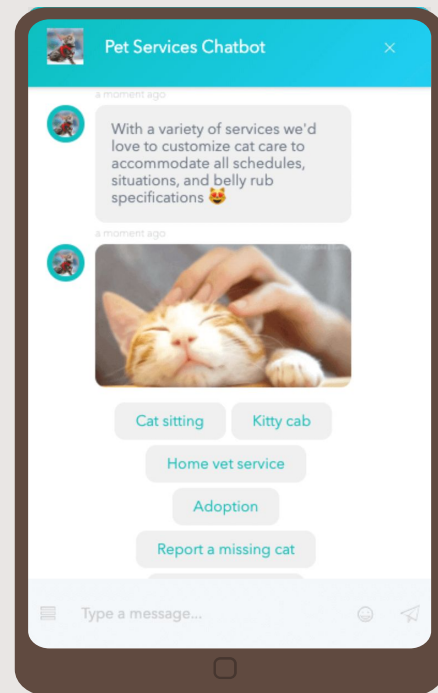 Pet Services Chatbot
a moment ago
With a variety of services we'd
love to customize cat care to
accommodate all schedules,
situations, and belly rub
specifications 😻
a moment ago
Cat sitting
Kitty cab
Home vet service
Adoption
Report a missing cat
Type a message...